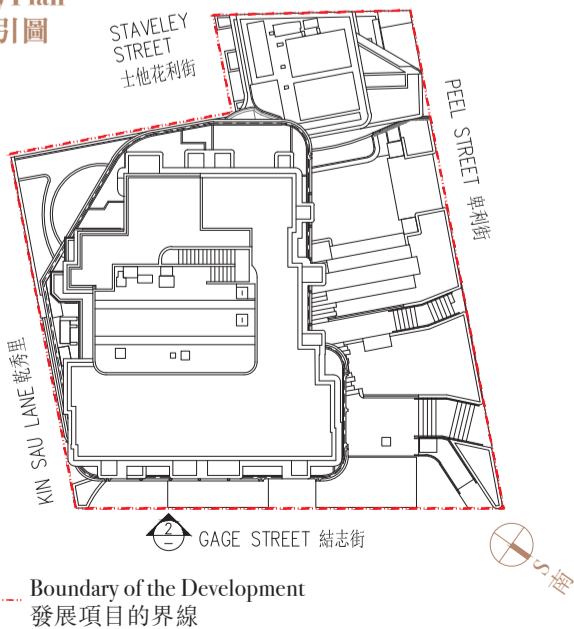 y Plan
引圖
STAVELEY
STREET
士他花利街
PEEL STREET 卑利街
KIN SAU LANE 乾秀里
2
GAGE STREET 結志街
S 南
Boundary of the Development
發展項目的界線